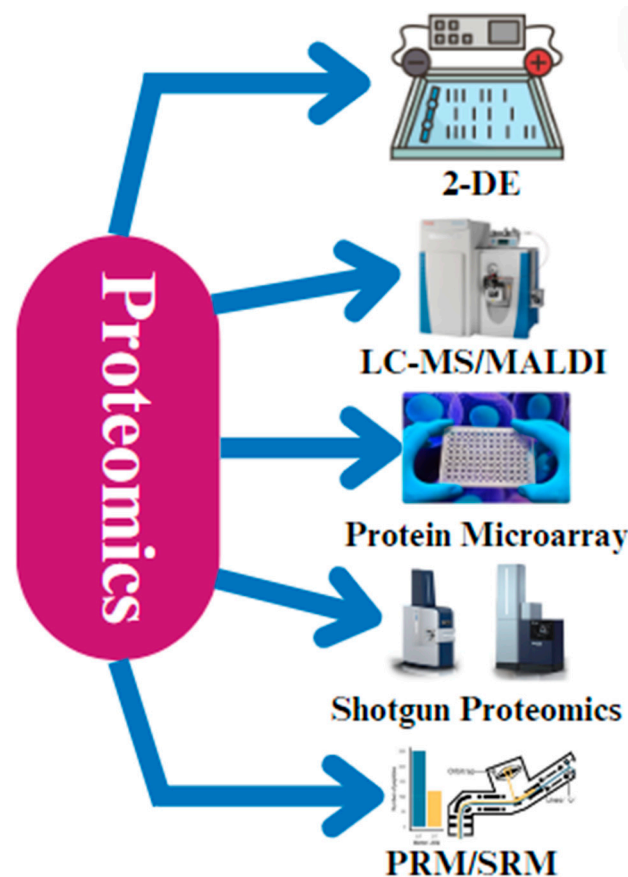 2-DE
Proteomics
LC-MS/MALDI
Protein Microarray
Shotgun Proteomics
PRM/SRM